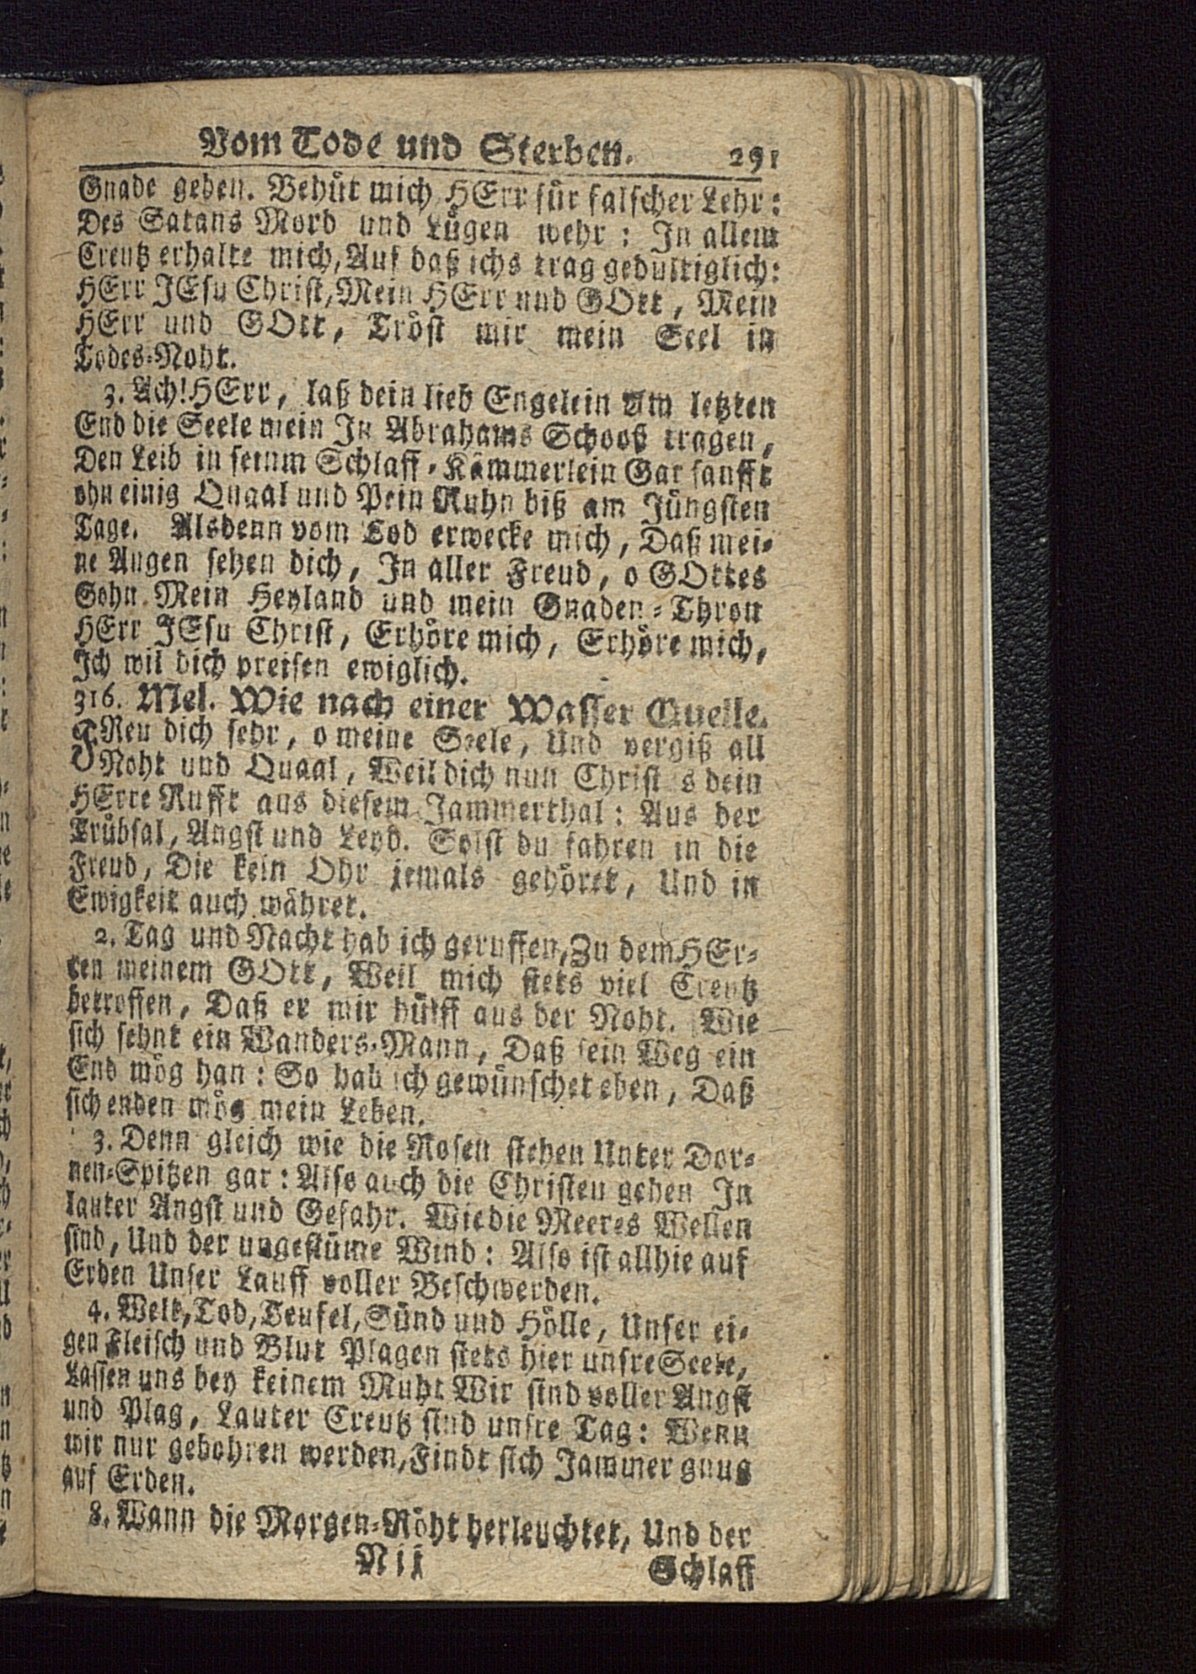 Vom Tode und Sterben. 291
Gnade geben. Behüt mich HErr für falscher Lehr:
Des Satans Mord und Lügen wehr: In allem
Creutz erhalte mich, Auf daß ichs trag gedultiglich:
HErr JEsu Christ, Mein HErr und GOtt, Mein
HErr und GOtt, Tröst mir mein Seel in
Todes-Noht.
3. Ach! HErr, laß dein lieb Engelein Am letzten
End die Seele mein In Abrahams Schooß tragen,
Den Leib in seinm Schlaff-Kämmerlein Gar sanfft
ohn einig Quaal und Pein Ruhn biß am Jüngsten
Tage. Alsdenn vom Tod erwecke mich, Daß mei-
ne Augen sehen dich, In aller Freud, o GOttes
Sohn Mein Heyland und mein Gnaden-Thron
HErr JEsu Christ, Erhöre mich, Erhöre mich,
Ich wil dich preisen ewiglich.
316. Mel. Wie nach einer Wasser Quelle.
FReu dich sehr, o meine Seele, Und vergiß all
Noht und Quaal, Weil dich nun Christ s dein
HErre Rufft aus diesem Jammerthal: Aus der
Trübsal, Angst und Leyd. Solst du fahren in die
Freud, Die kein Ohr jemals gehöret, Und in
Ewigkeit auch währet.
2. Tag und Nacht hab ich geruffen, Zu dem HEr-
ren meinem GOtt, Weil mich stets viel Creutz
betroffen, Daß er mir hülff aus der Noht. Wie
sich sehnt ein Wanders-Mann, Daß sein Weg ein
End mög han: So hab ich gewünschet eben, Daß
sich enden mög mein Leben.
3. Denn gleich wie die Rosen stehen Unter Dor-
nen-Spitzen gar: Also auch die Christen gehen In
lauter Angst und Gefahr. Wie die Meeres Wellen
sind, Und der ungestüme Wind: Also ist allhie auf
Erden Unser Lauff voller Beschwerden.
4. Welt, Tod, Teufel, Sünd und Hölle, Unser ei-
gen Fleisch und Blut Plagen stets hier unsre Seele,
Lassen uns bey keinem Muht Wir sind voller Angst
und Plag, Lauter Creutz sind unsre Tag: Wenn
wir nur gebohren werden, Findt sich Jammer gnug
auf Erden.
8. Wann die Morgen-Röht herleuchtet, Und der
N ij Schlaff